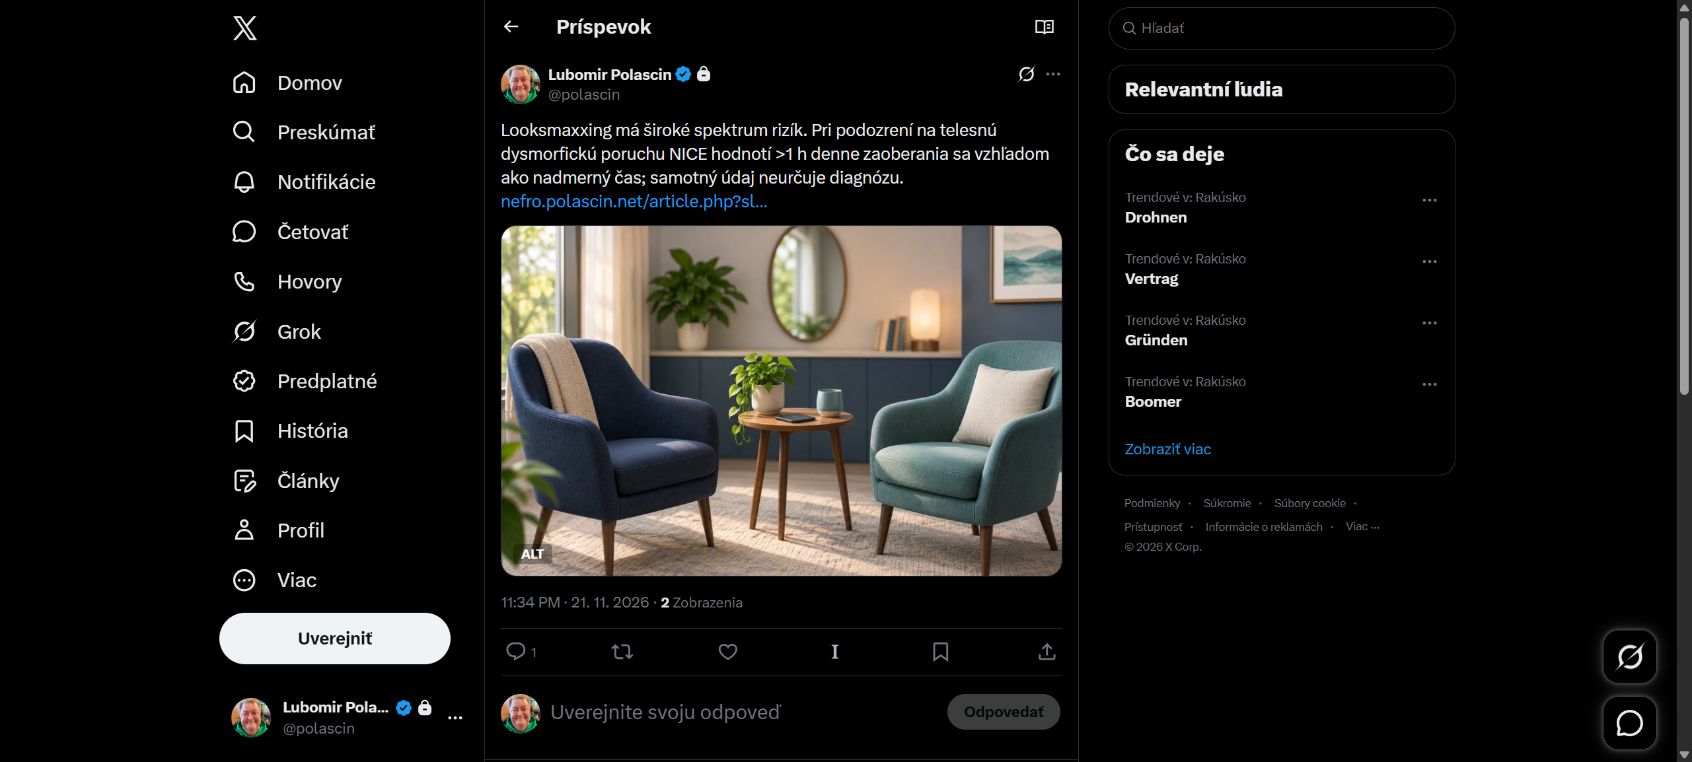 Domov
Preskúmať
Notifikácie
Četovať
Hovory
Grok
Predplatné
História
Články
Profil
Viac
Uverejniť
Lubomir Pola...
@polascin
Príspevok
Lubomir Polascin
@polascin
Looksmaxxing má široké spektrum rizík. Pri podozrení na telesnú
dysmorfickú poruchu NICE hodnotí >1 h denne zaoberania sa vzhľadom
ako nadmerný čas; samotný údaj neurčuje diagnózu.
nefro.polascin.net/article.php?sl...
ALT
11:34 PM · 21. 11. 2026 · 2 Zobrazenia
1
Uverejnite svoju odpoveď
Odpovedať
Hľadať
Relevantní ľudia
Čo sa deje
Trendové v: Rakúsko
Drohnen
Trendové v: Rakúsko
Vertrag
Trendové v: Rakúsko
Gründen
Trendové v: Rakúsko
Boomer
Zobraziť viac
Podmienky · Súkromie · Súbory cookie ·
Prístupnosť · Informácie o reklamách · Viac ···
© 2026 X Corp.